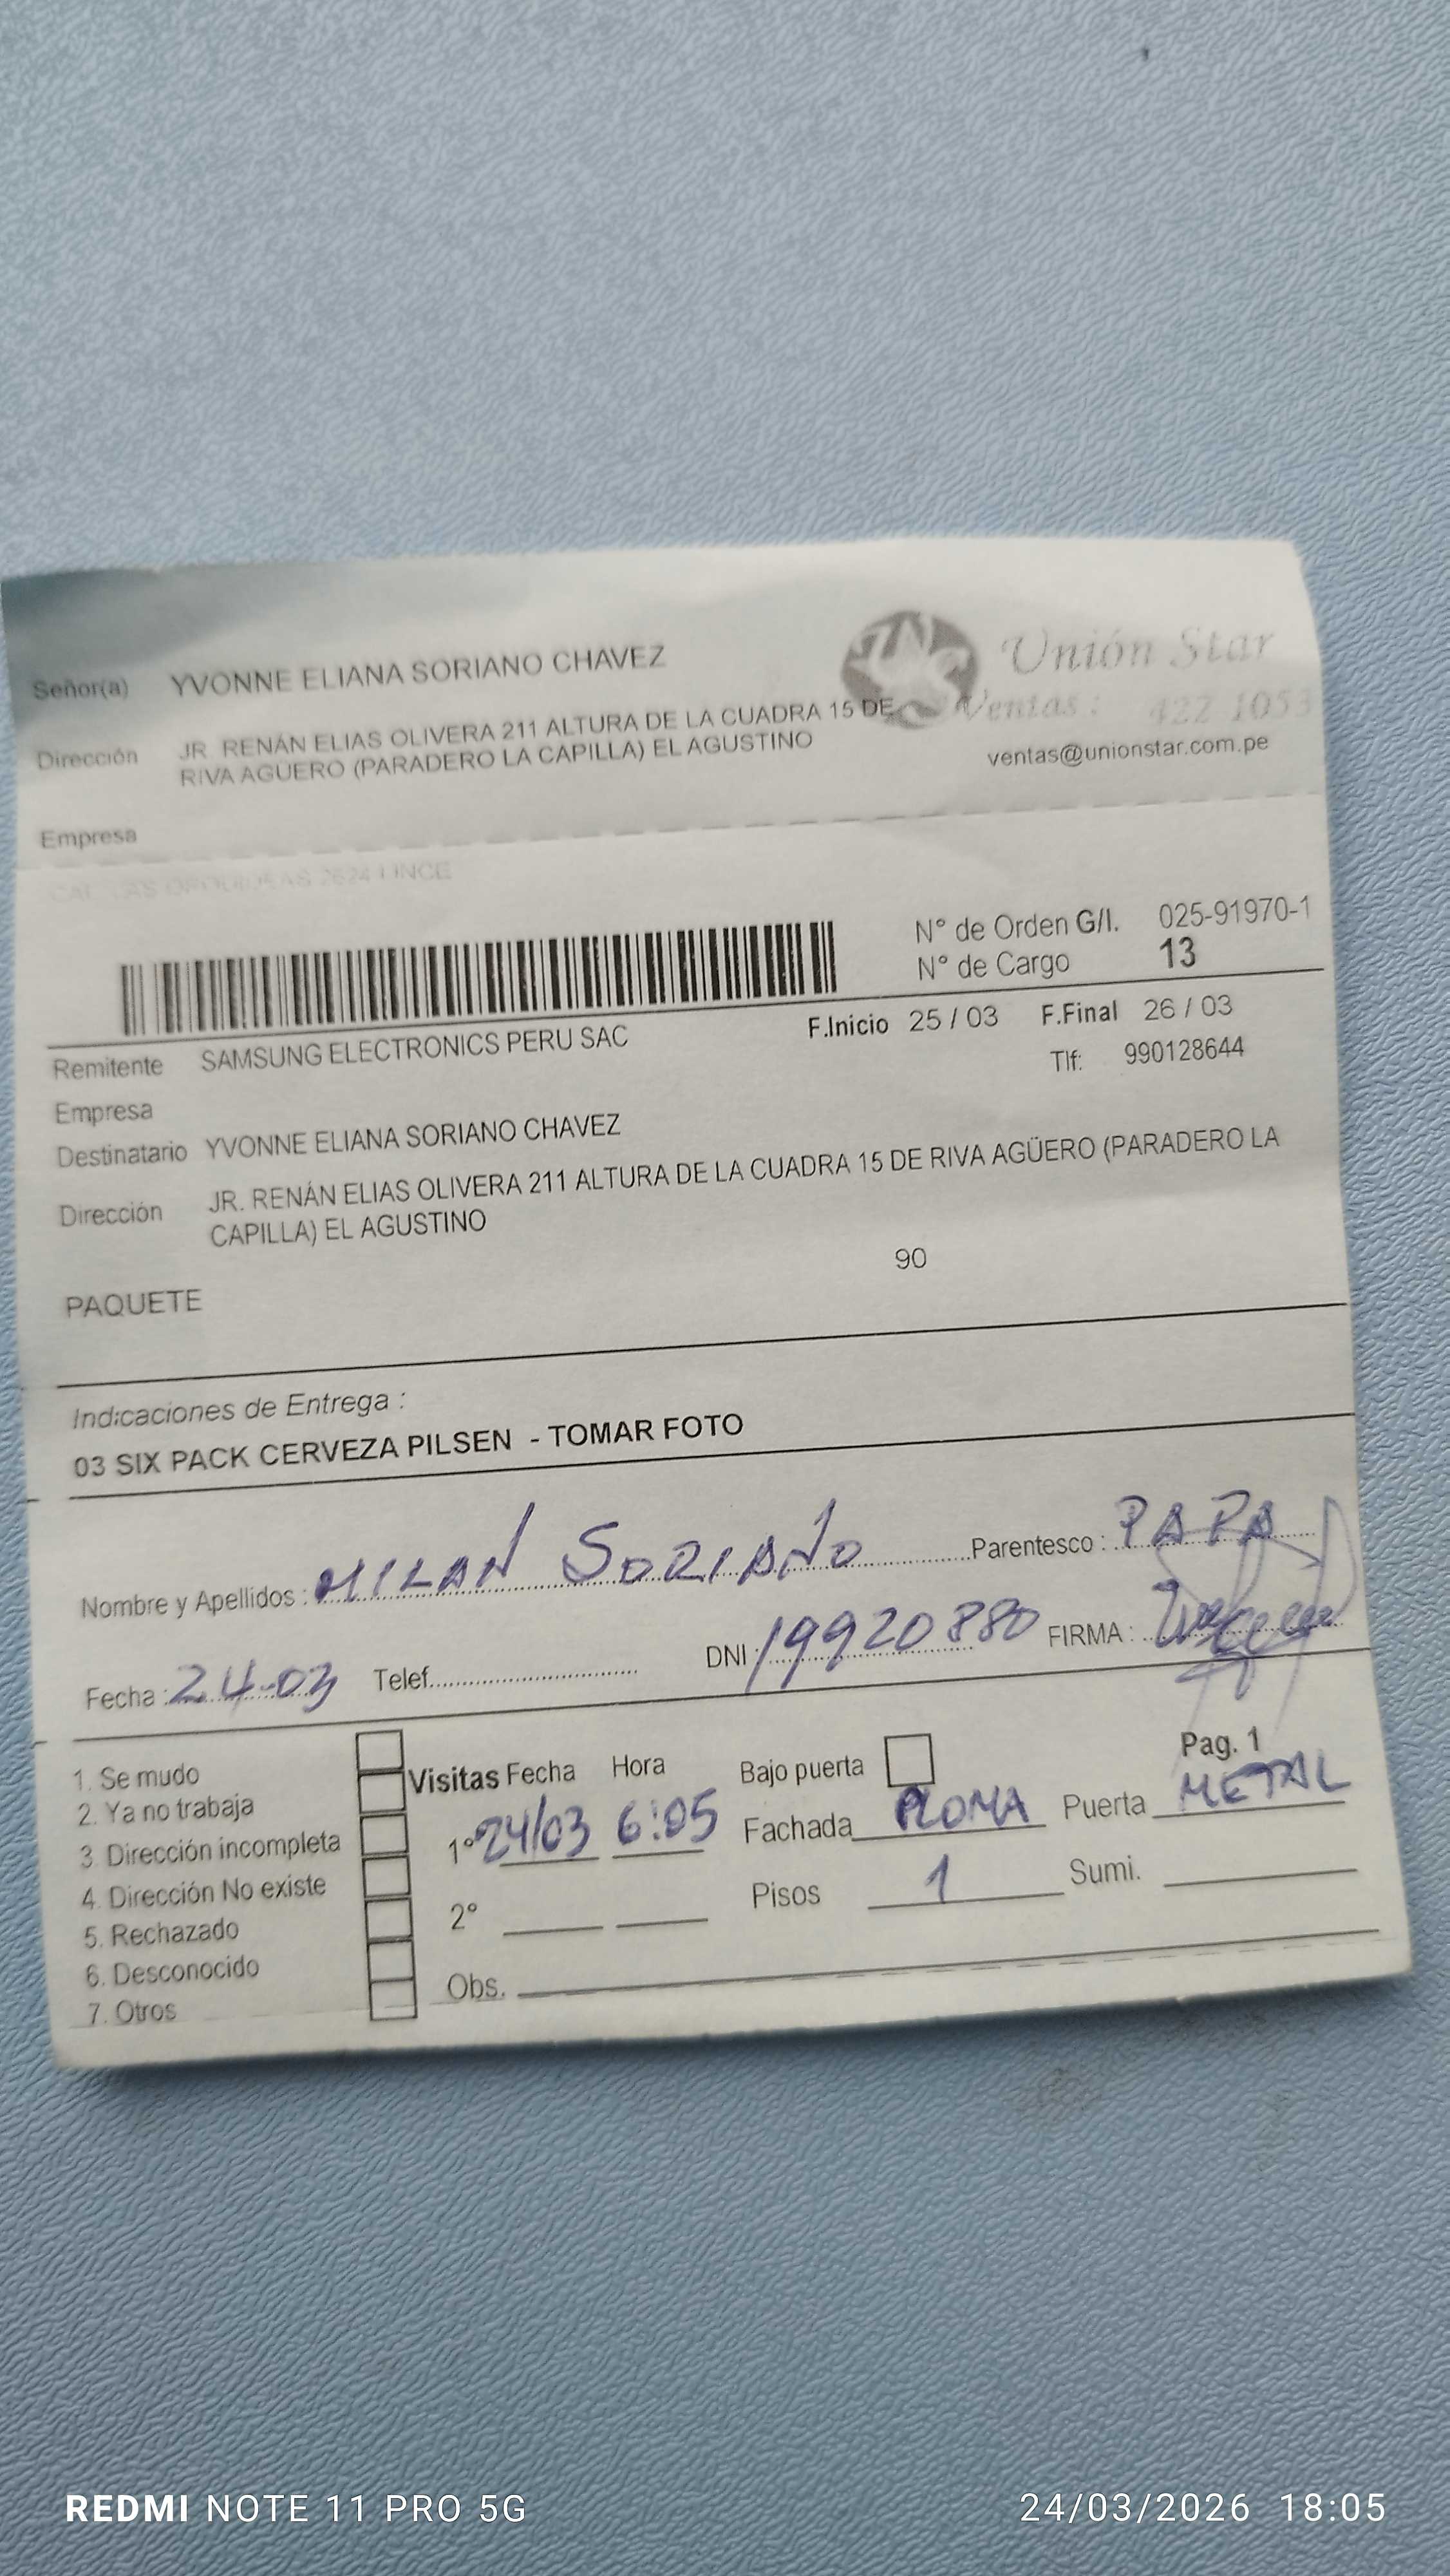 Señor(a) YVONNE ELIANA SORIANO CHAVEZ
Unión Star
Dirección JR. RENÁN ELIAS OLIVERA 211 ALTURA DE LA CUADRA 15 DE
RIVA AGÜERO (PARADERO LA CAPILLA) EL AGUSTINO
Ventas: 422 1053
ventas@unionstar.com.pe
Empresa
2624 LINCE
N° de Orden G/I. 025-91970-1
N° de Cargo 13
F.Inicio 25 / 03 F.Final 26 / 03
Remitente SAMSUNG ELECTRONICS PERU SAC
Tlf: 990128644
Empresa
Destinatario YVONNE ELIANA SORIANO CHAVEZ
Dirección JR. RENÁN ELIAS OLIVERA 211 ALTURA DE LA CUADRA 15 DE RIVA AGÜERO (PARADERO LA
CAPILLA) EL AGUSTINO
90
PAQUETE
Indicaciones de Entrega :
03 SIX PACK CERVEZA PILSEN - TOMAR FOTO
Nombre y Apellidos : MILAN SORIANO Parentesco : PAPA
Fecha : 24-03 Telef. DNI : 19920880 FIRMA :
Pag. 1
1. Se mudo
2. Ya no trabaja
3. Dirección incompleta
4. Dirección No existe
5. Rechazado
6. Desconocido
7. Otros
Visitas Fecha Hora Bajo puerta
1° 24/03 6:05 Fachada PLOMA Puerta METAL
2° Pisos 1 Sumi.
Obs.
REDMI NOTE 11 PRO 5G
24/03/2026 18:05